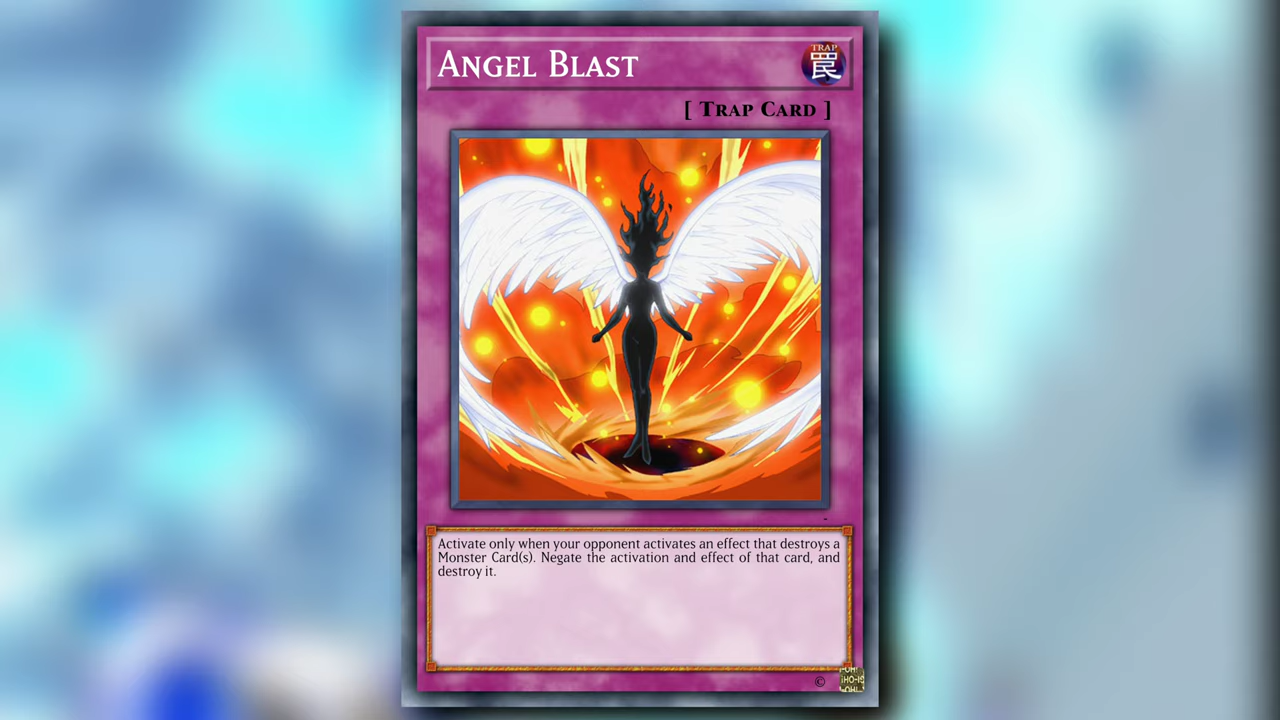 ANGEL BLAST
TRAP
罠
[ TRAP CARD ]
-
Activate only when your opponent activates an effect that destroys a
Monster Card(s). Negate the activation and effect of that card, and
destroy it.
©